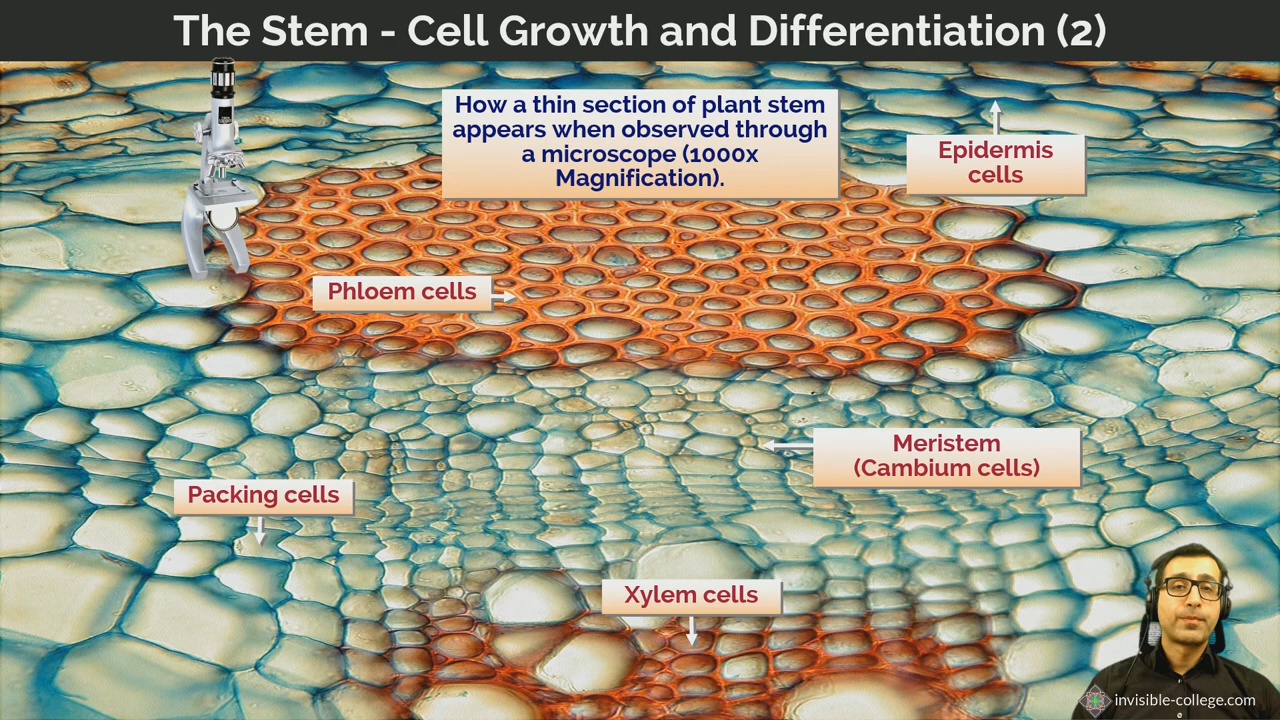 The Stem - Cell Growth and Differentiation (2)
How a thin section of plant stem
appears when observed through
a microscope (1000x
Magnification).
Epidermis
cells
Phloem cells
Meristem
(Cambium cells)
Packing cells
Xylem cells
invisible-college.com